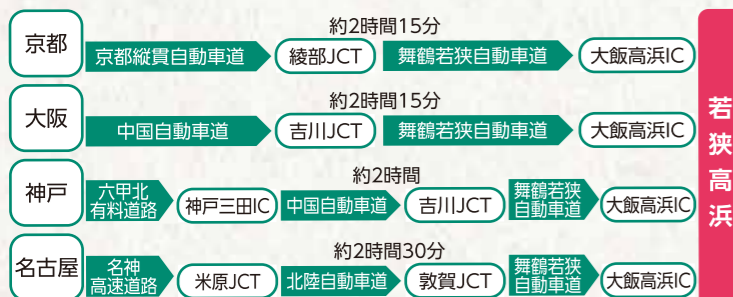 約2時間15分
京都
京都縦貫自動車道
綾部JCT
舞鶴若狭自動車道
大飯高浜IC
約2時間15分
大阪
中国自動車道
吉川JCT
舞鶴若狭自動車道
大飯高浜IC
約2時間
神戸
六甲北
有料道路
神戸三田IC
中国自動車道
吉川JCT
舞鶴若狭
自動車道
大飯高浜IC
約2時間30分
名古屋
名神
高速道路
米原JCT
北陸自動車道
敦賀JCT
舞鶴若狭
自動車道
大飯高浜IC
若狭高浜